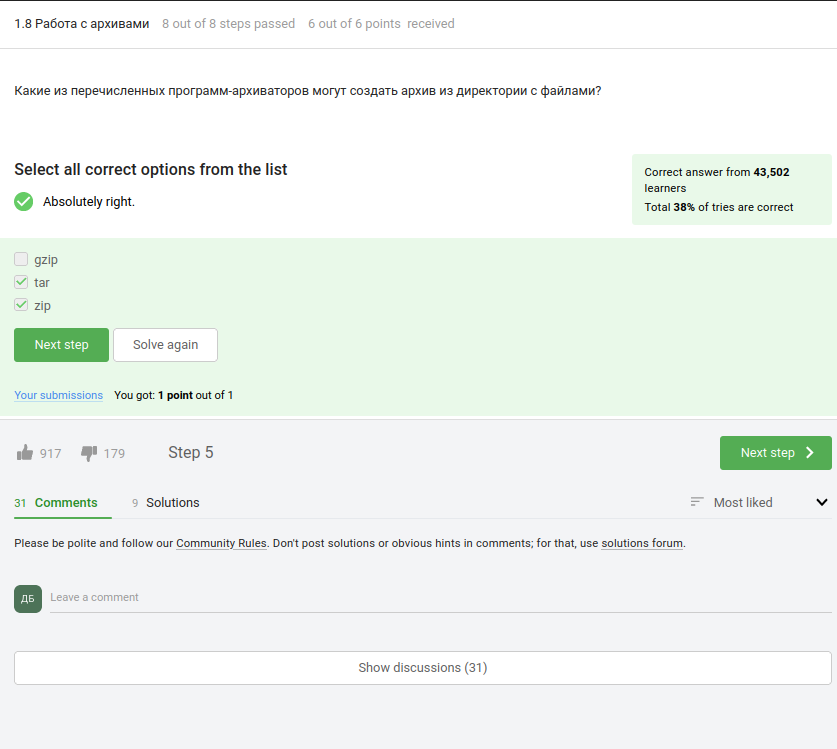 1.8 Работа с архивами 8 out of 8 steps passed 6 out of 6 points received
Какие из перечисленных программ-архиваторов могут создать архив из директории с файлами?
Select all correct options from the list
Absolutely right.
Correct answer from 43,502
learners
Total 38% of tries are correct
gzip
tar
zip
Next step Solve again
Your submissions You got: 1 point out of 1
917 179 Step 5 Next step
31 Comments 9 Solutions Most liked
Please be polite and follow our Community Rules. Don't post solutions or obvious hints in comments; for that, use solutions forum.
ДБ Leave a comment
Show discussions (31)